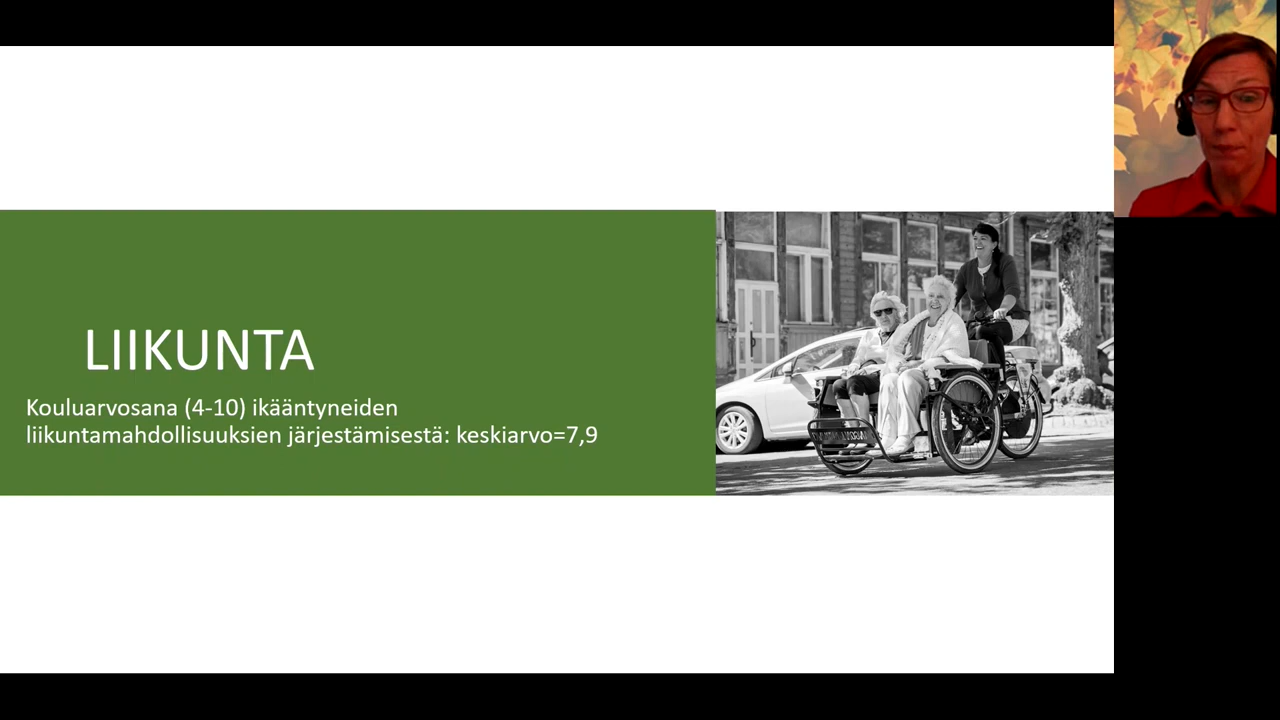 LIIKUNTA
Kouluarvosana (4-10) ikääntyneiden
liikuntamahdollisuuksien järjestämisestä: keskiarvo=7,9